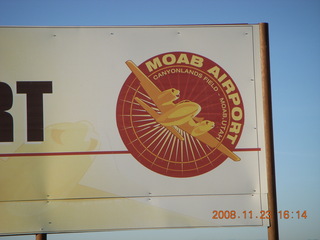 RT
MOAB AIRPORT
CANYONLANDS FIELD - MOAB, UTAH
2008.11.23 16:14